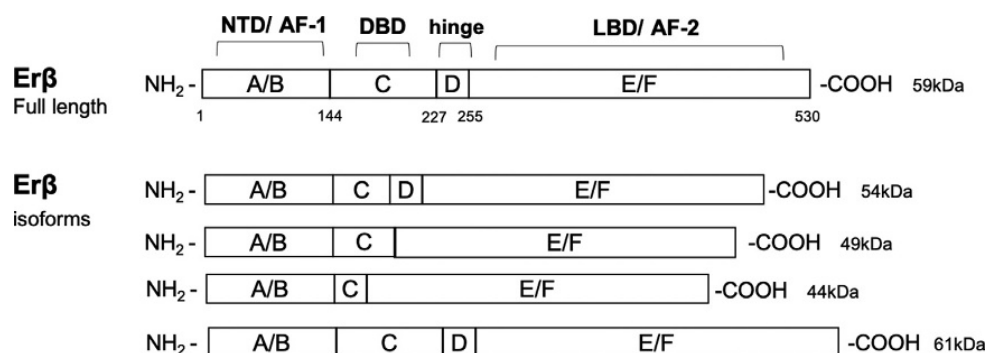 NTD/ AF-1 DBD hinge LBD/ AF-2
Erβ
Full length
NH2 - A/B C D E/F -COOH 59kDa
1 144 227 255 530
Erβ
isoforms
NH2 - A/B C D E/F -COOH 54kDa
NH2 - A/B C E/F -COOH 49kDa
NH2 - A/B C E/F -COOH 44kDa
NH2 - A/B C D E/F -COOH 61kDa